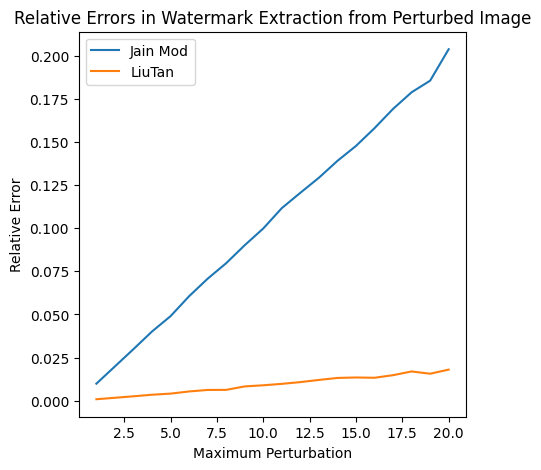 Relative Errors in Watermark Extraction from Perturbed Image
Jain Mod
LiuTan
0.200
0.175
0.150
0.125
0.100
0.075
0.050
0.025
0.000
Relative Error
2.5 5.0 7.5 10.0 12.5 15.0 17.5 20.0
Maximum Perturbation